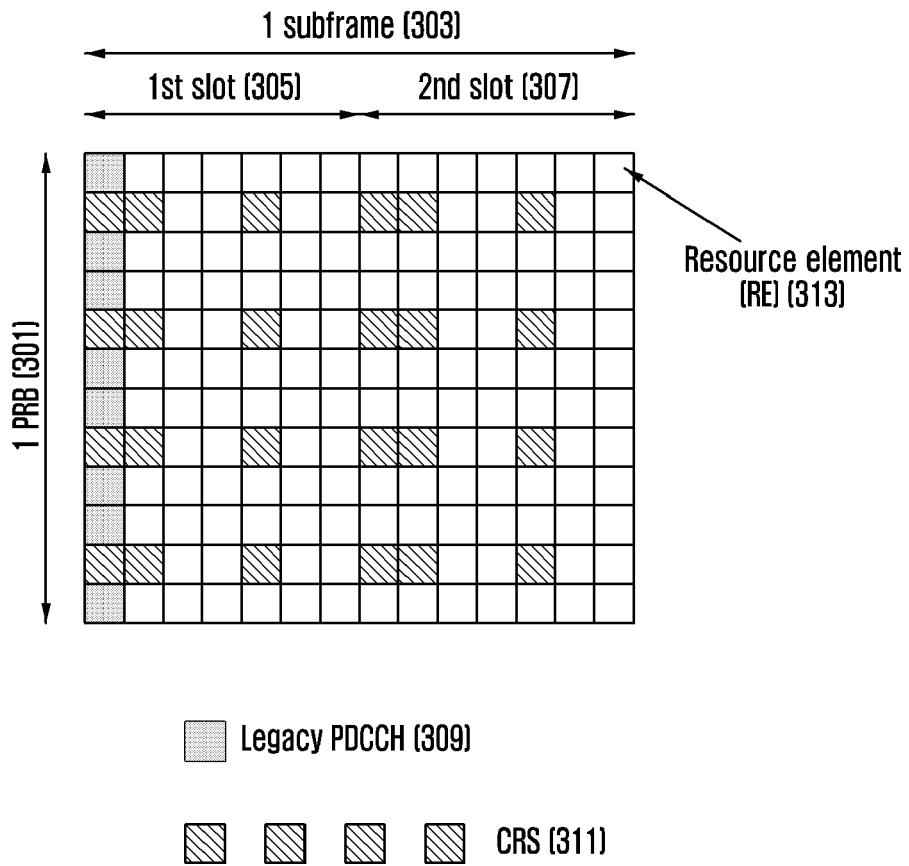 1 subframe (303)
1st slot (305)
2nd slot (307)
1 PRB (301)
Resource element
(RE) (313)
Legacy PDCCH (309)
CRS (311)